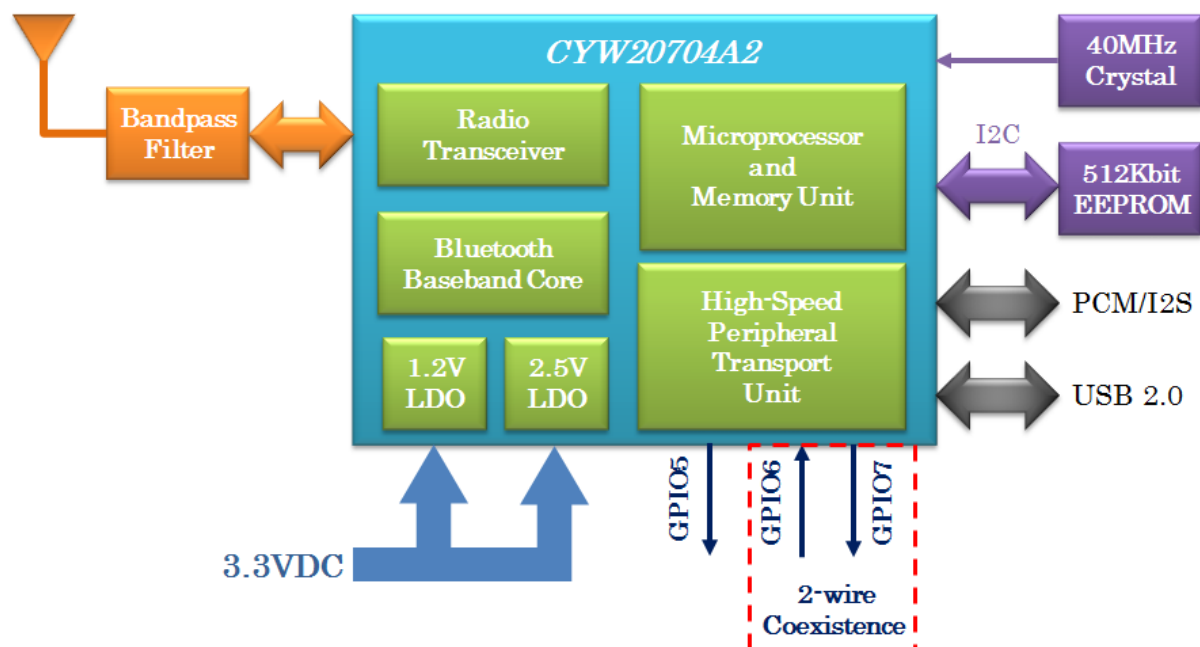 CYW20704A2
40MHz
Crystal
Bandpass
Filter
Radio
Transceiver
Microprocessor
and
Memory Unit
I2C
512Kbit
EEPROM
Bluetooth
Baseband Core
High-Speed
Peripheral
Transport
Unit
PCM/I2S
1.2V
LDO
2.5V
LDO
USB 2.0
GPIO5
GPIO6
GPIO7
3.3VDC
2-wire
Coexistence